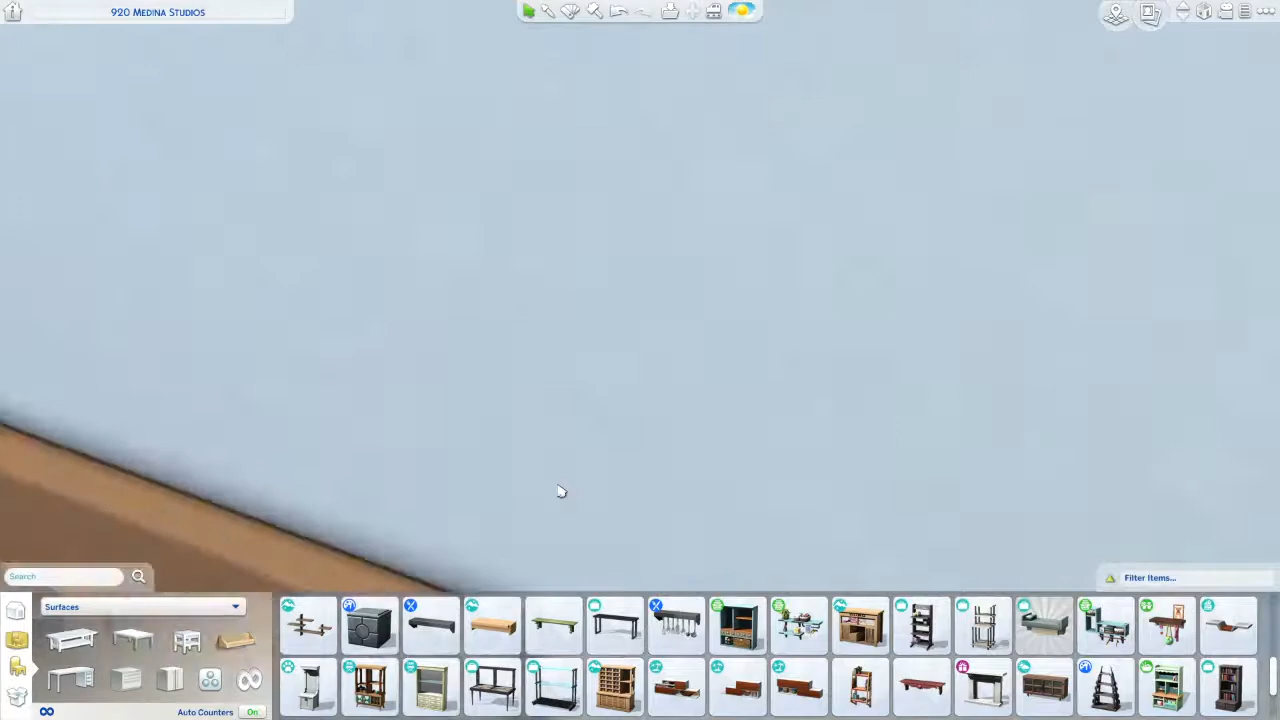 920 Medina Studios
Search
Filter Items...
Surfaces
Auto Counters On